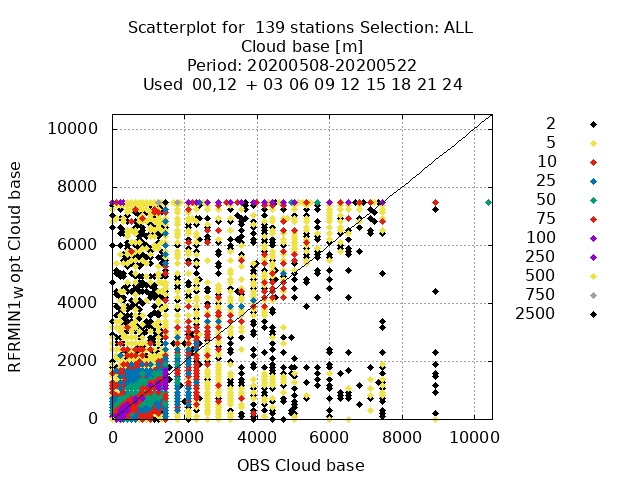 Scatterplot for  139 stations Selection: ALL
Cloud base [m]
Period: 20200508-20200522
Used  00,12  + 03 06 09 12 15 18 21 24
RFRMIN1W opt Cloud base
10000
8000
6000
4000
2000
0
0 2000 4000 6000 8000 10000
OBS Cloud base
2
5
10
25
50
75
100
250
500
750
2500